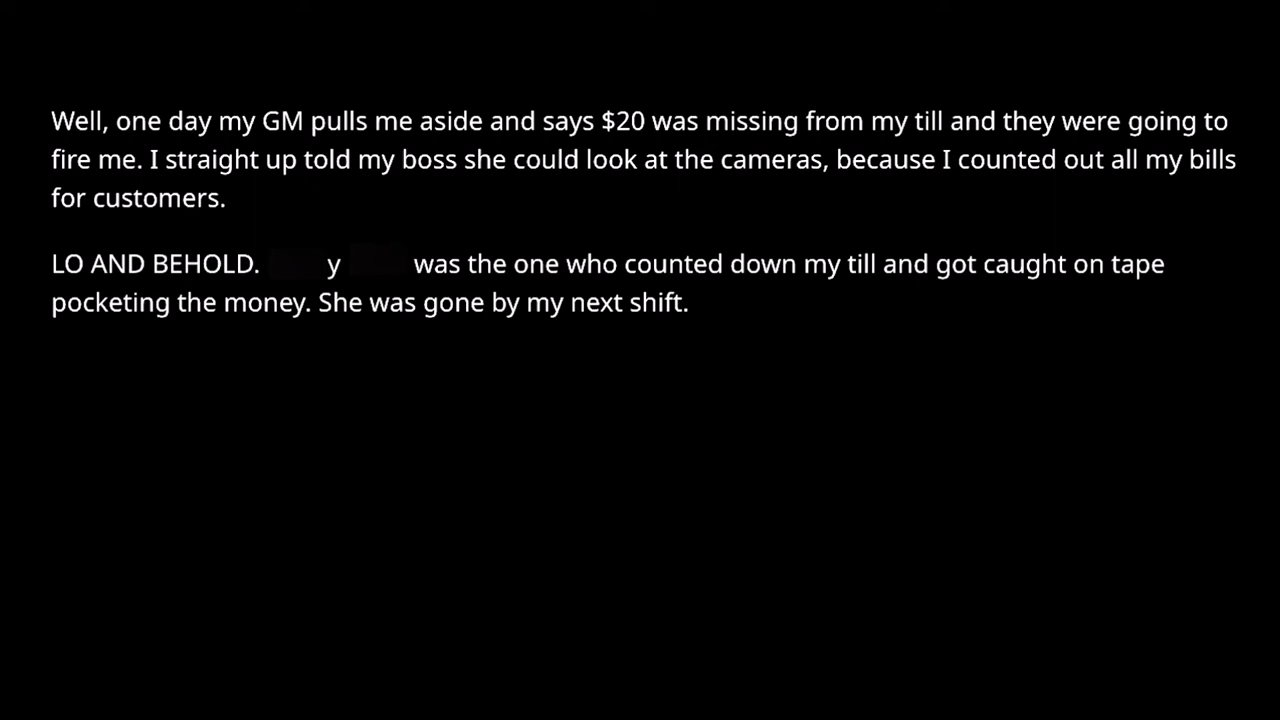 Well, one day my GM pulls me aside and says $20 was missing from my till and they were going to
fire me. I straight up told my boss she could look at the cameras, because I counted out all my bills
for customers.
LO AND BEHOLD. y was the one who counted down my till and got caught on tape
pocketing the money. She was gone by my next shift.